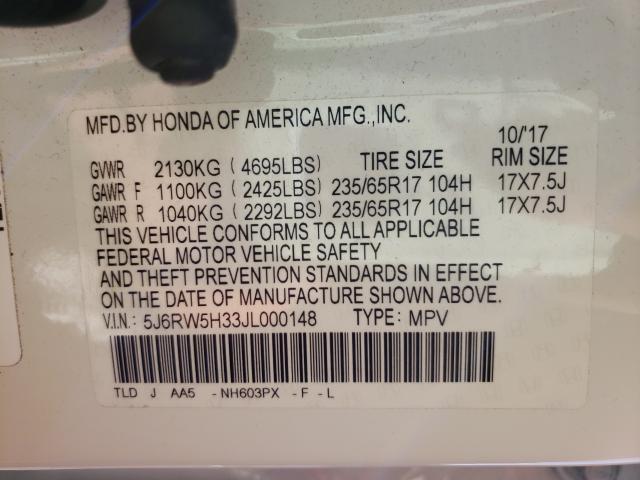 MFD.BY HONDA OF AMERICA MFG.,INC.
10/'17
GVWR 2130KG (4695LBS) TIRE SIZE RIM SIZE
GAWR F 1100KG (2425LBS) 235/65R17 104H 17X7.5J
GAWR R 1040KG (2292LBS) 235/65R17 104H 17X7.5J
THIS VEHICLE CONFORMS TO ALL APPLICABLE
FEDERAL MOTOR VEHICLE SAFETY
AND THEFT PREVENTION STANDARDS IN EFFECT
ON THE DATE OF MANUFACTURE SHOWN ABOVE.
V.I.N.: 5J6RW5H33JL000148 TYPE: MPV
TLD J AA5 -NH603PX -F -L